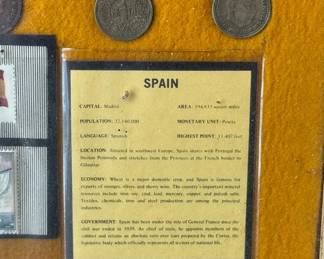 SPAIN
CAPITAL: Madrid
AREA: square miles
POPULATION: 32,140,000
MONETARY UNIT: Peseta
LANGUAGE: Spanish
HIGHEST POINT: 11,407 feet
LOCATION: Situated in southwest Europe, Spain shares with Portugal the
Iberian Peninsula and stretches from the Pyrenees at the French border to
Gibraltar.
ECONOMY: Wheat is a major domestic crop, and Spain is famous for
exports of oranges, olives, and sherry wine. The country's important mineral
resources include iron ore, coal, lead, mercury, copper, and potash salts.
Textiles, chemicals, iron and steel production are among the principal
industries.
GOVERNMENT: Spain has been under the rule of General Franco since the
civil war ended in 1939. As chief of state, he appoints members of the
cabinet and retains an absolute veto over laws prepared by the Cortes, the
legislative body which officially represents all sectors of national life.